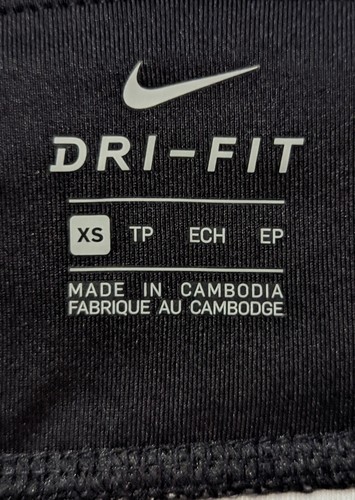 DRI-FIT
XS TP ECH EP
MADE IN CAMBODIA
FABRIQUE AU CAMBODGE